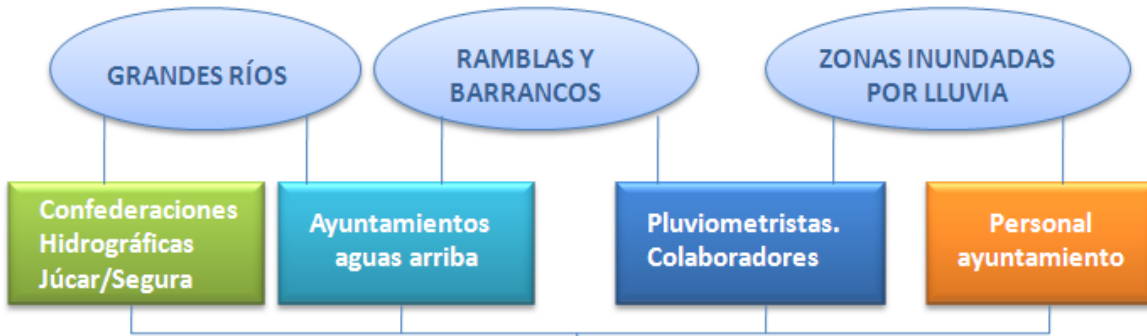 GRANDES RÍOS
RAMBLAS Y
BARRANCOS
ZONAS INUNDADAS
POR LLUVIA
Confederaciones
Hidrográficas
Júcar/Segura
Ayuntamientos
aguas arriba
Pluviometristas.
Colaboradores
Personal
ayuntamiento